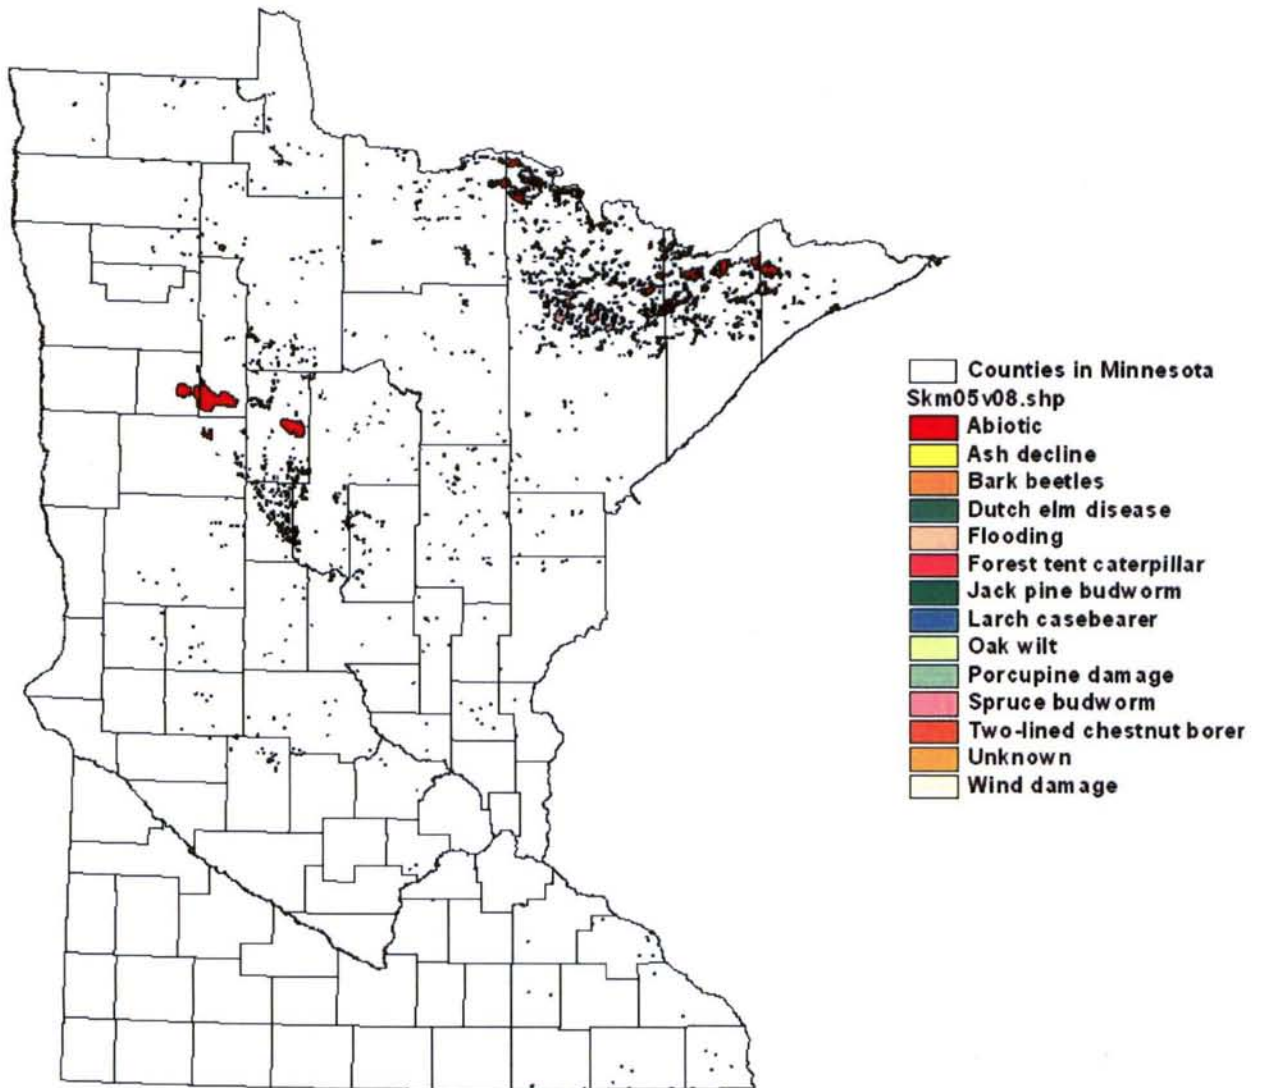 Counties in Minnesota
Skm05v08.shp
Abiotic
Ash decline
Bark beetles
Dutch elm disease
Flooding
Forest tent caterpillar
Jack pine budworm
Larch casebearer
Oak wilt
Porcupine damage
Spruce budworm
Two-lined chestnut borer
Unknown
Wind damage